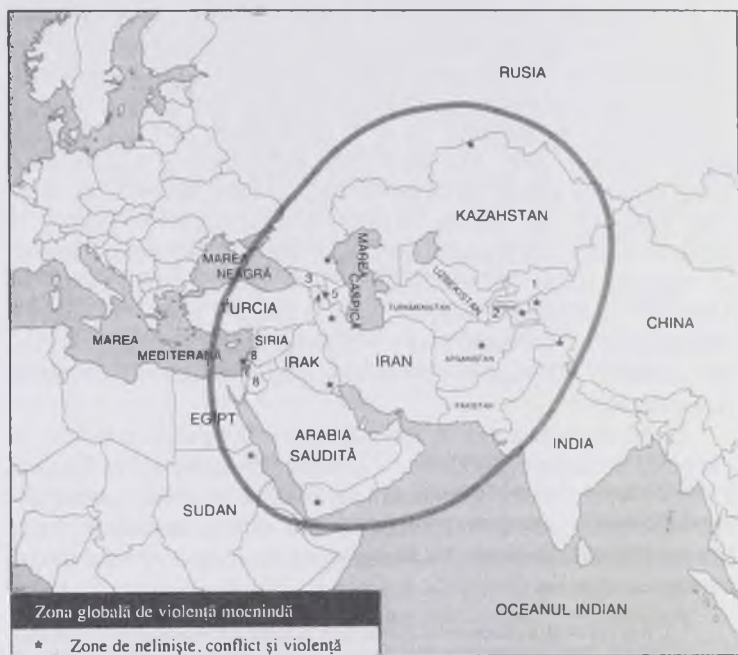 RUSIA
KAZAHSTAN
MAREA
NEAGRĂ
MAREA
CASPICĂ
UZBEKISTAN
1
3
4 5
2
TURCIA
TURKMENISTAN
CHINA
MAREA
MEDITERANA
SIRIA
8
IRAK
IRAN
AFGANISTAN
8
EGIPT
PAKISTAN
ARABIA
SAUDITĂ
INDIA
SUDAN
OCEANUL INDIAN
Zona globală de violență mocnindă
* Zone de neliniște, conflict și violență